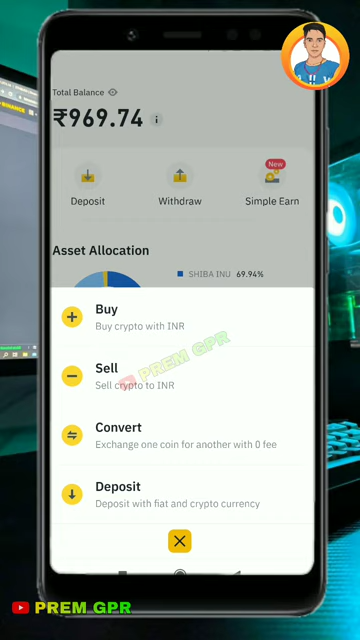 BINANCE
Total Balance
₹969.74
New
Deposit
Withdraw
Simple Earn
Asset Allocation
SHIBA INU 69.94%
Buy
Buy crypto with INR
Sell
Sell crypto to INR
PREM GPR
Convert
Exchange one coin for another with 0 fee
Deposit
Deposit with fiat and crypto currency
PREM GPR